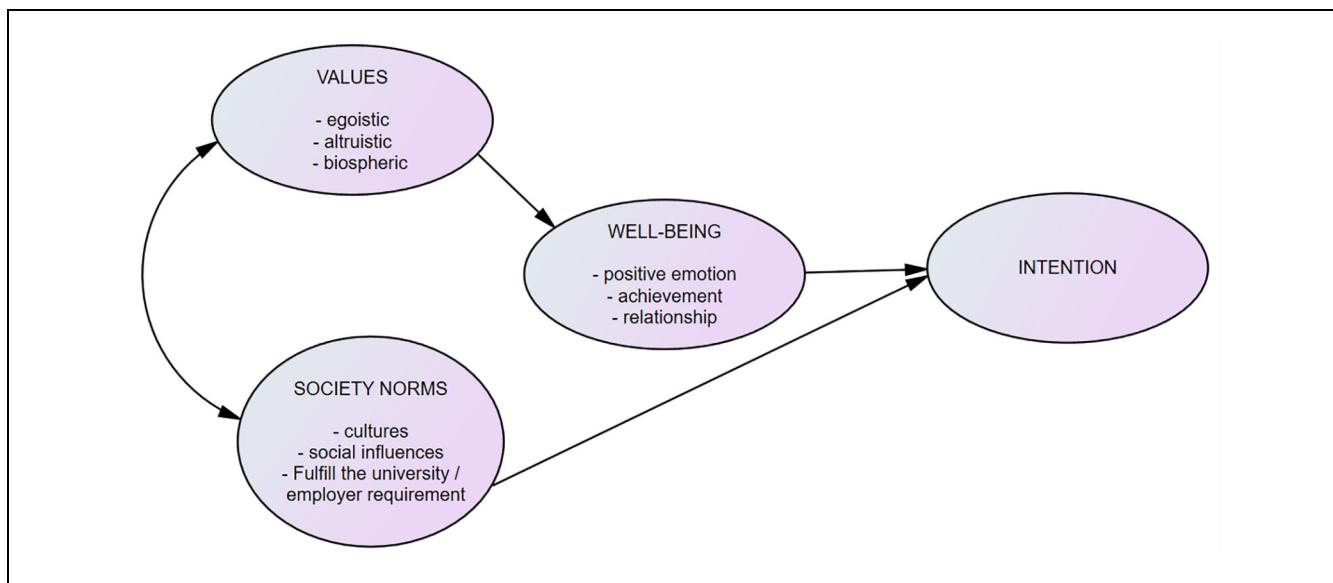 VALUES
- egoistic
- altruistic
- biospheric
WELL-BEING
- positive emotion
- achievement
- relationship
INTENTION
SOCIETY NORMS
- cultures
- social influences
- Fulfill the university /
employer requirement